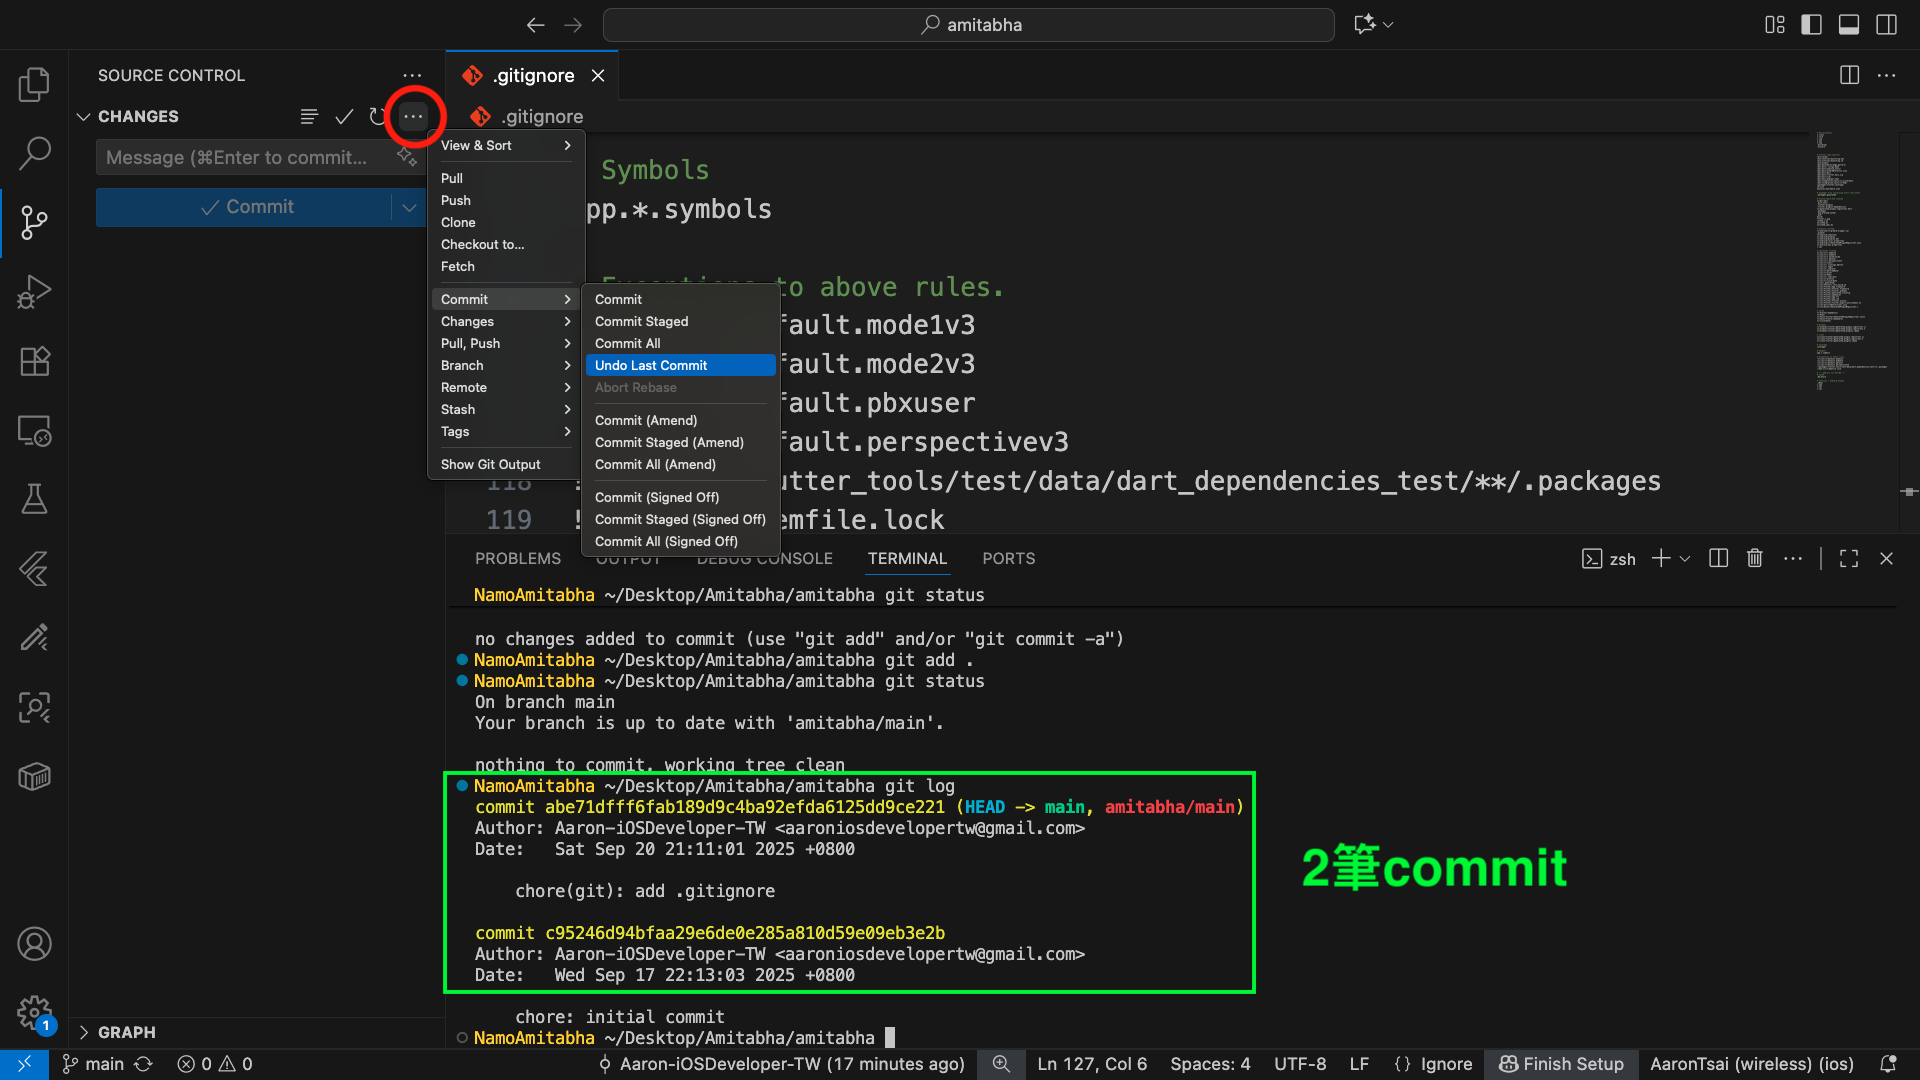 amitabha
SOURCE CONTROL
.gitignore
CHANGES
.gitignore
Message (⌘Enter to commit...
Commit
View & Sort
Pull
Push
Clone
Checkout to...
Fetch
Commit
Changes
Pull, Push
Branch
Remote
Stash
Tags
Show Git Output
Commit
Commit Staged
Commit All
Undo Last Commit
Abort Rebase
Commit (Amend)
Commit Staged (Amend)
Commit All (Amend)
Commit (Signed Off)
Commit Staged (Signed Off)
Commit All (Signed Off)
Symbols
pp.*.symbols
Exceptions to above rules.
fault.mode1v3
fault.mode2v3
fault.pbxuser
fault.perspectivev3
118 !utter_tools/test/data/dart_dependencies_test/**/.packages
119 !emfile.lock
PROBLEMS OUTPUT DEBUG CONSOLE TERMINAL PORTS
zsh
NamoAmitabha ~/Desktop/Amitabha/amitabha git status
no changes added to commit (use "git add" and/or "git commit -a")
NamoAmitabha ~/Desktop/Amitabha/amitabha git add .
NamoAmitabha ~/Desktop/Amitabha/amitabha git status
On branch main
Your branch is up to date with 'amitabha/main'.
nothing to commit, working tree clean
NamoAmitabha ~/Desktop/Amitabha/amitabha git log
commit abe71dfff6fab189d9c4ba92efda6125dd9ce221 (HEAD -> main, amitabha/main)
Author: Aaron-iOSDeveloper-TW <aaroniosdevelopertw@gmail.com>
Date:   Sat Sep 20 21:11:01 2025 +0800
chore(git): add .gitignore
commit c95246d94bfaa29e6de0e285a810d59e09eb3e2b
Author: Aaron-iOSDeveloper-TW <aaroniosdevelopertw@gmail.com>
Date:   Wed Sep 17 22:13:03 2025 +0800
chore: initial commit
NamoAmitabha ~/Desktop/Amitabha/amitabha
2筆commit
1
GRAPH
main 0 0 Aaron-iOSDeveloper-TW (17 minutes ago) Ln 127, Col 6 Spaces: 4 UTF-8 LF {} Ignore Finish Setup AaronTsai (wireless) (ios)